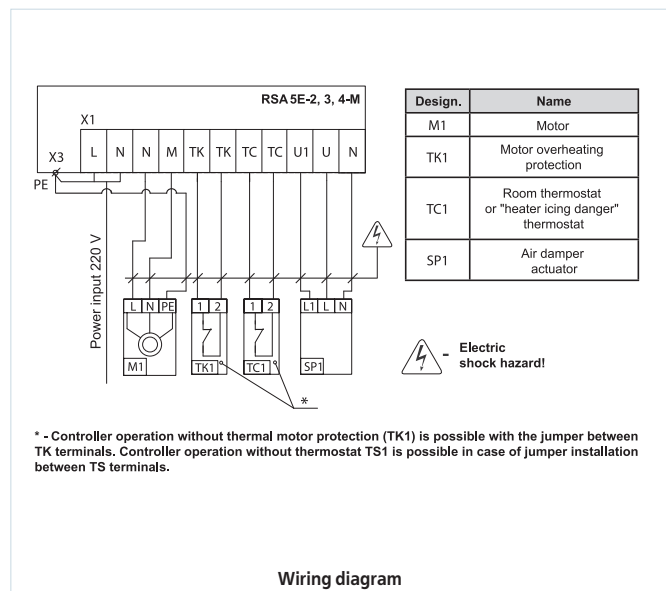 RSA 5E-2, 3, 4-M
X1
L N N M TK TK TC TC U1 U N
X3
PE
Power input 220 V
L N PE
1 2
1 2
L1 L N
M1
TK1
TC1
SP1
*
Design. Name
M1 Motor
TK1 Motor overheating
protection
TC1 Room thermostat
or "heater icing danger"
thermostat
SP1 Air damper
actuator
- Electric
shock hazard!
* - Controller operation without thermal motor protection (TK1) is possible with the jumper between
TK terminals. Controller operation without thermostat TS1 is possible in case of jumper installation
between TS terminals.
Wiring diagram